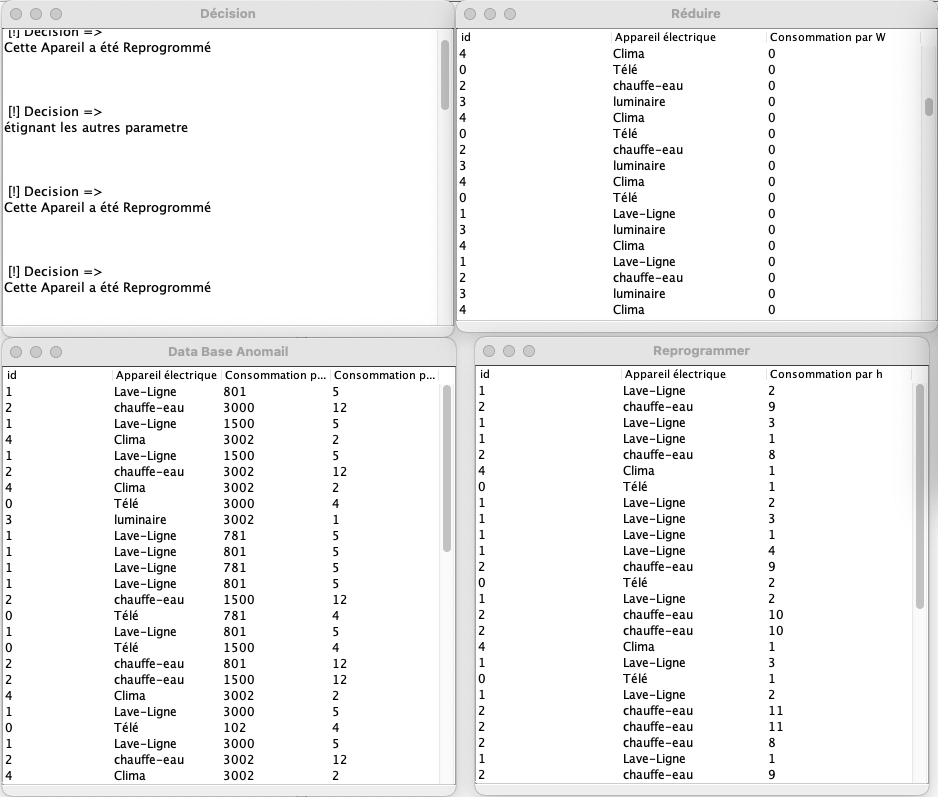 Décision
[!] Decision =>
Cette Apareil a été Reprogrommé
[!] Decision =>
étignant les autres parametre
[!] Decision =>
Cette Apareil a été Reprogrommé
[!] Decision =>
Cette Apareil a été Reprogrommé
Réduire
id Appareil électrique Consommation par W
4 Clima 0
0 Télé 0
2 chauffe-eau 0
3 luminaire 0
4 Clima 0
0 Télé 0
2 chauffe-eau 0
3 luminaire 0
4 Clima 0
0 Télé 0
1 Lave-Ligne 0
3 luminaire 0
4 Clima 0
1 Lave-Ligne 0
2 chauffe-eau 0
3 luminaire 0
4 Clima 0
Data Base Anomail
id Appareil électrique Consommation p... Consommation p...
1 Lave-Ligne 801 5
2 chauffe-eau 3000 12
1 Lave-Ligne 1500 5
4 Clima 3002 2
1 Lave-Ligne 1500 5
2 chauffe-eau 3002 12
4 Clima 3002 2
0 Télé 3000 4
3 luminaire 3002 1
1 Lave-Ligne 781 5
1 Lave-Ligne 801 5
1 Lave-Ligne 781 5
1 Lave-Ligne 801 5
2 chauffe-eau 1500 12
0 Télé 781 4
1 Lave-Ligne 801 5
0 Télé 1500 4
2 chauffe-eau 801 12
2 chauffe-eau 1500 12
4 Clima 3002 2
1 Lave-Ligne 3000 5
0 Télé 102 4
1 Lave-Ligne 3000 5
2 chauffe-eau 3002 12
4 Clima 3002 2
Reprogrammer
id Appareil électrique Consommation par h
1 Lave-Ligne 2
2 chauffe-eau 9
1 Lave-Ligne 3
1 Lave-Ligne 1
2 chauffe-eau 8
4 Clima 1
0 Télé 1
1 Lave-Ligne 2
1 Lave-Ligne 3
1 Lave-Ligne 1
1 Lave-Ligne 4
2 chauffe-eau 9
0 Télé 2
1 Lave-Ligne 2
2 chauffe-eau 10
2 chauffe-eau 10
4 Clima 1
1 Lave-Ligne 3
0 Télé 1
1 Lave-Ligne 2
2 chauffe-eau 11
2 chauffe-eau 11
2 chauffe-eau 8
1 Lave-Ligne 1
2 chauffe-eau 9